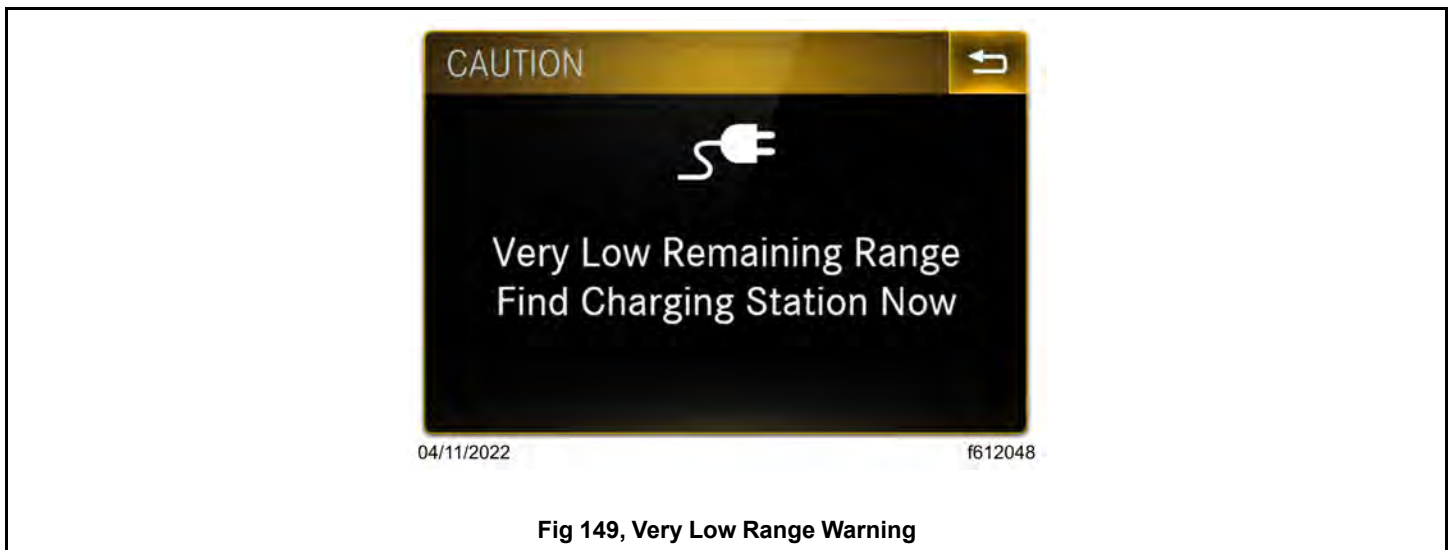 CAUTION
Very Low Remaining Range
Find Charging Station Now
04/11/2022
f612048
Fig 149, Very Low Range Warning